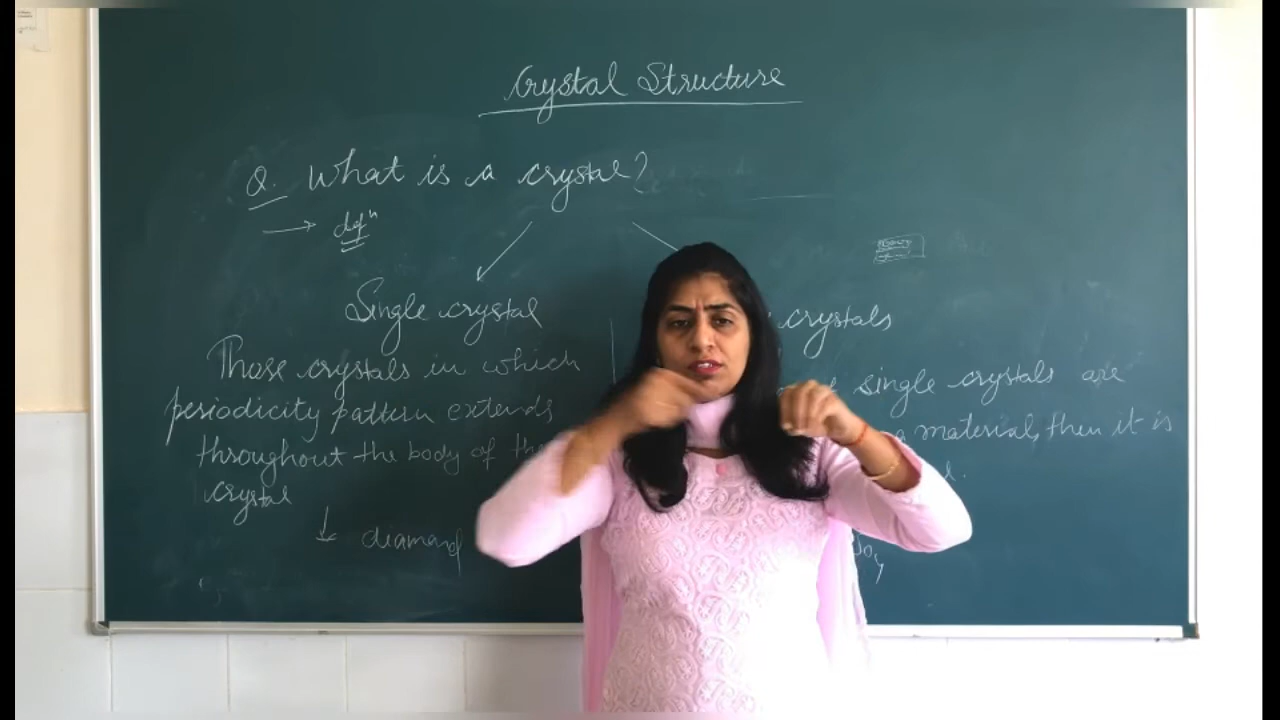 Crystal Structure
Q. What is a crystal?
→ defⁿ
Single crystal
crystals
Those crystals in which
periodicity pattern extends
throughout the body of the
crystal
↓ diamond
single crystals are
a material, then it is